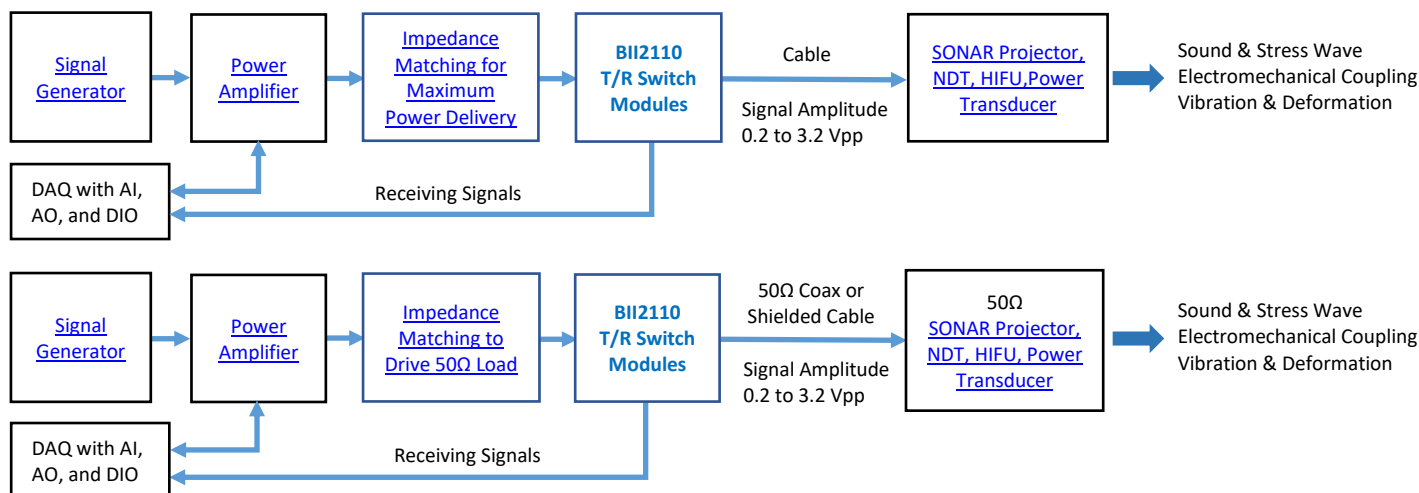 Signal
Generator
Power
Amplifier
Impedance
Matching for
Maximum
Power Delivery
BII2110
T/R Switch
Modules
Cable
Signal Amplitude
0.2 to 3.2 Vpp
SONAR Projector,
NDT, HIFU,Power
Transducer
Sound & Stress Wave
Electromechanical Coupling
Vibration & Deformation
DAQ with AI,
AO, and DIO
Receiving Signals
Signal
Generator
Power
Amplifier
Impedance
Matching to
Drive 50Ω Load
BII2110
T/R Switch
Modules
50Ω Coax or
Shielded Cable
Signal Amplitude
0.2 to 3.2 Vpp
50Ω
SONAR Projector,
NDT, HIFU, Power
Transducer
Sound & Stress Wave
Electromechanical Coupling
Vibration & Deformation
DAQ with AI,
AO, and DIO
Receiving Signals